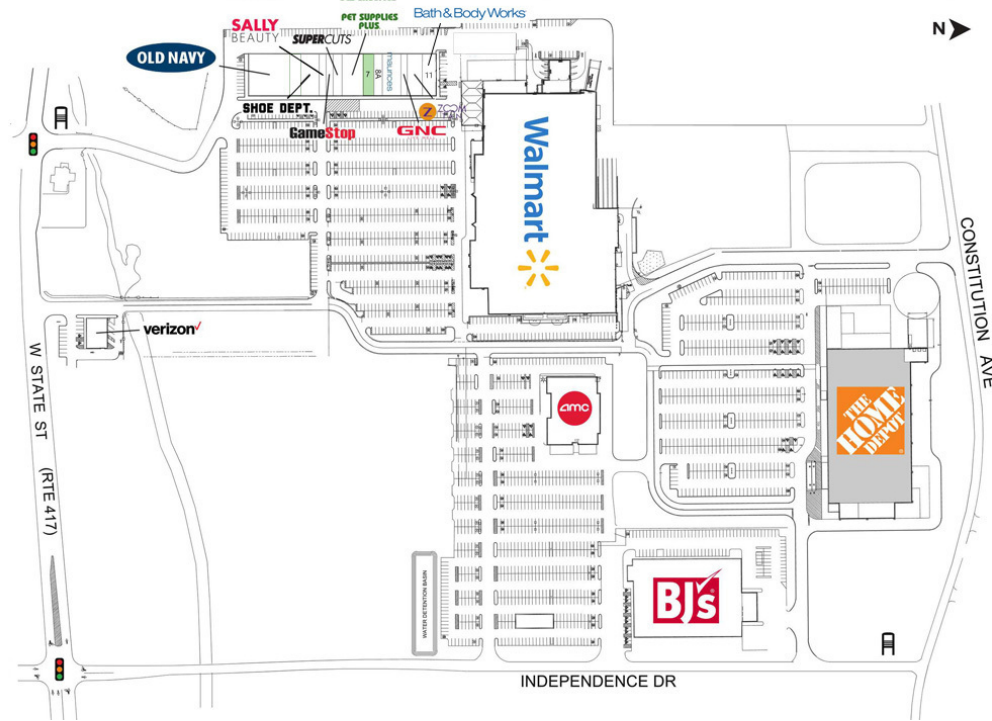 Bath & Body Works
PET SUPPLIES
PLUS
SALLY
BEAUTY
SUPERCUTS
N
OLD NAVY
7
8A
maurices
11
SHOE DEPT.
GameStop
Z
GNC
Walmart
CONSTITUTION AVE
verizon
W STATE ST (RTE 417)
amc
THE
HOME
DEPOT
WATER DETENTION BASIN
BJ's
INDEPENDENCE DR